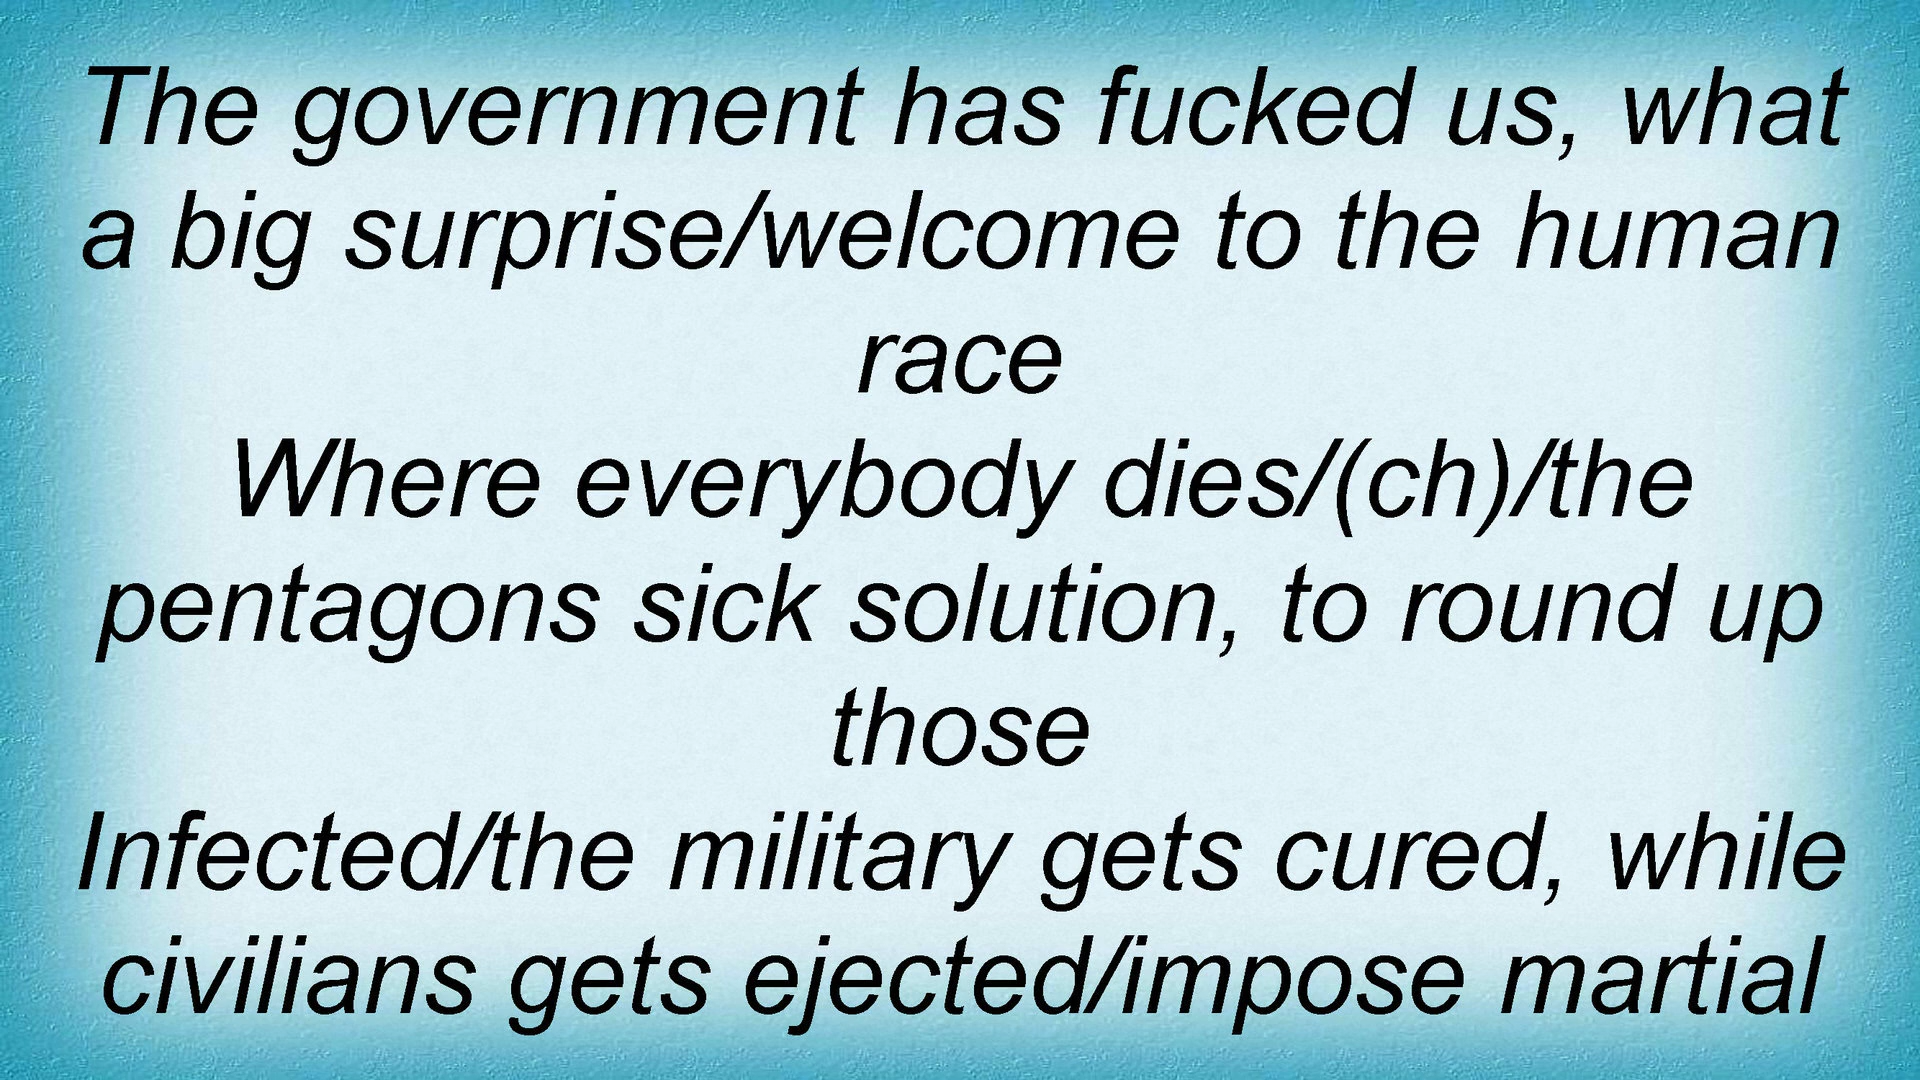 The government has fucked us, what
a big surprise/welcome to the human
race
Where everybody dies/(ch)/the
pentagons sick solution, to round up
those
Infected/the military gets cured, while
civilians gets ejected/impose martial